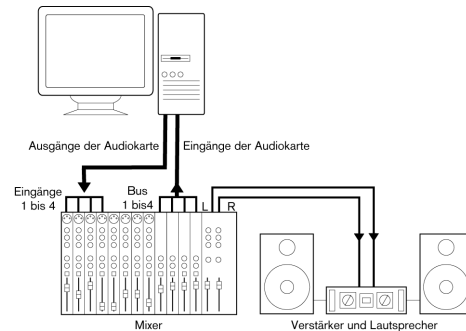 Ausgänge der Audiokarte
Eingänge der Audiokarte
Eingänge
1 bis 4
Bus
1 bis4
L
R
Mixer
Verstärker und Lautsprecher